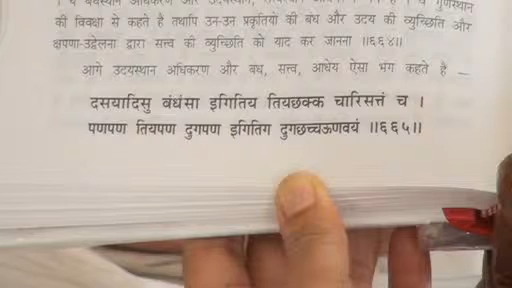 की विवक्षा से कहते है तथापि उन-उन प्रकृतियों की बंध और उदय की व्युच्छिति और
क्षपणा-उद्वेलना द्वारा सत्त्व की व्युच्छिति को याद कर जानना ।।६६४।।
आगे उदयस्थान अधिकरण और बंध, सत्त्व, आधेय ऐसा भंग कहते है –
दसयादिसु बंधंसा इगितिय तियछक्क चारिसत्तं च ।
पणपण तियपण दुगपण इगितिग दुगछच्चऊणवयं ।।६६५।।